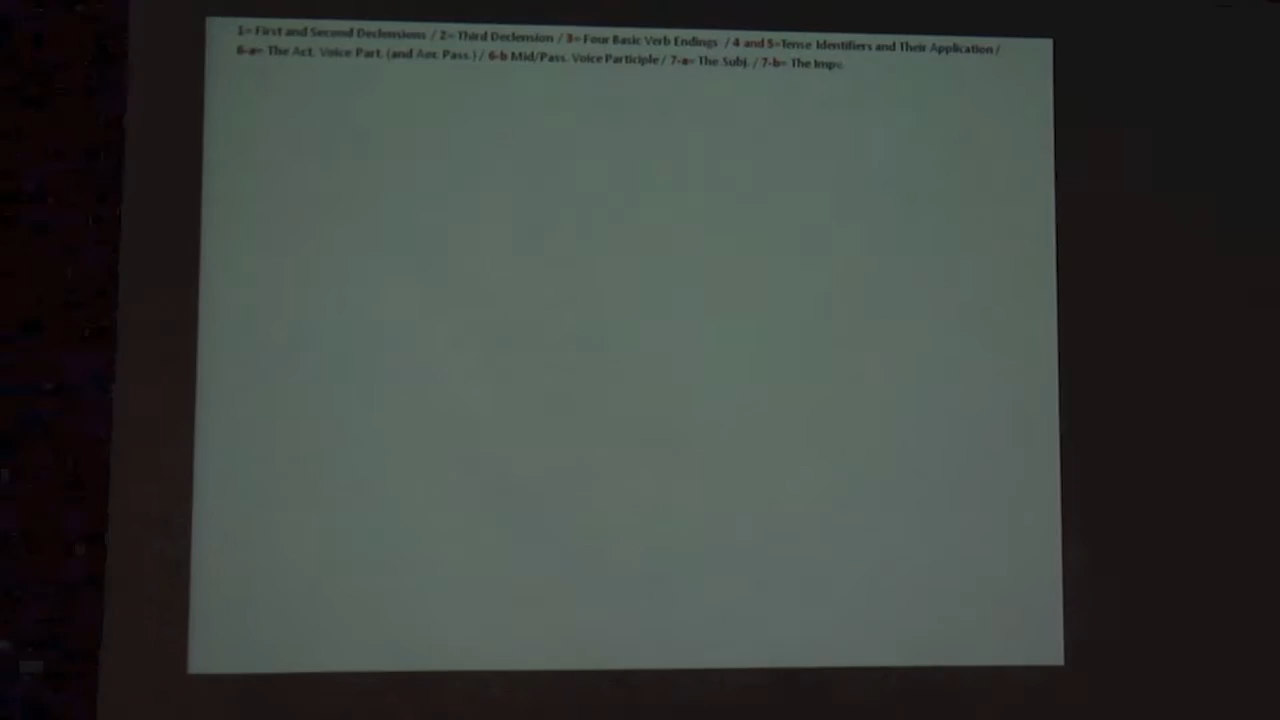 1= First and Second Declensions / 2= Third Declension / 3= Four Basic Verb Endings / 4 and 5=Tense Identifiers and Their Application /
6-a= The Act. Voice Part. (and Aor. Pass.) / 6-b Mid/Pass. Voice Participle / 7-a= The Subj. / 7-b= The Impv.